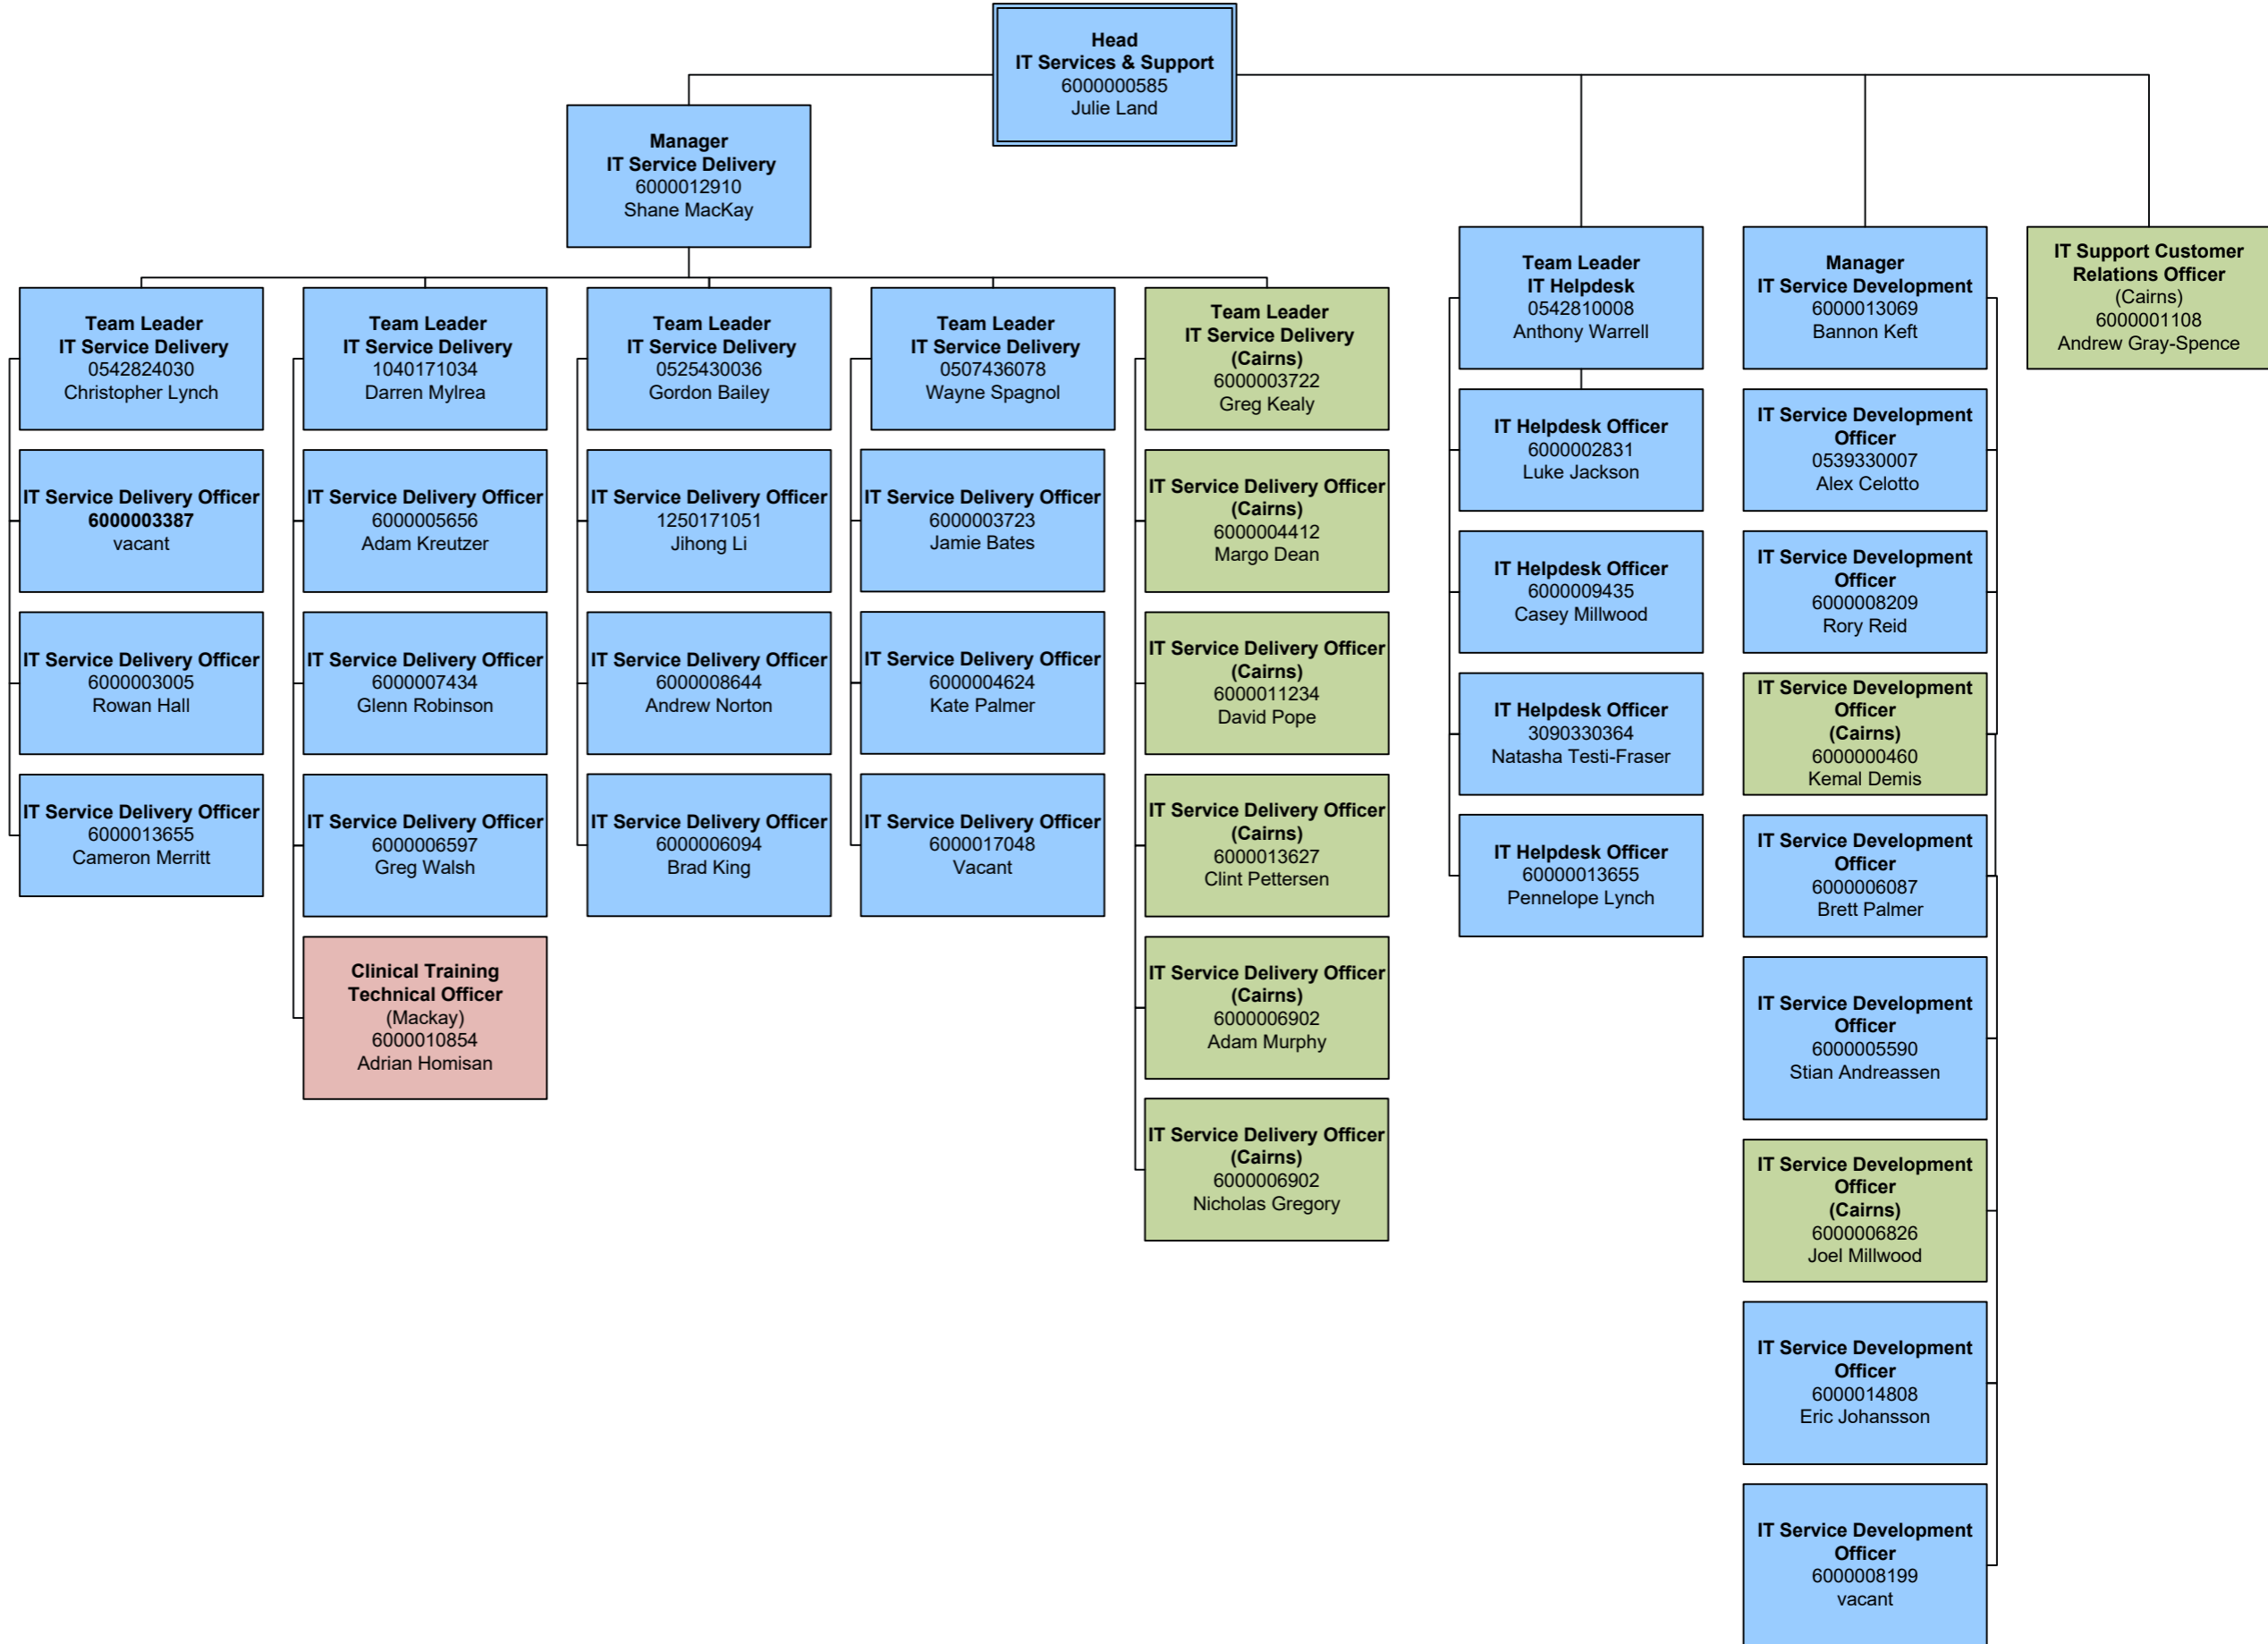 Head
IT Services & Support
6000000585
Julie Land
Manager
IT Service Delivery
6000012910
Shane MacKay
Team Leader
IT Service Delivery
0542824030
Christopher Lynch
IT Service Delivery Officer
6000003387
vacant
IT Service Delivery Officer
6000003005
Rowan Hall
IT Service Delivery Officer
6000013655
Cameron Merritt
Team Leader
IT Service Delivery
1040171034
Darren Mylrea
IT Service Delivery Officer
6000005656
Adam Kreutzer
IT Service Delivery Officer
6000007434
Glenn Robinson
IT Service Delivery Officer
6000006597
Greg Walsh
Clinical Training
Technical Officer
(Mackay)
6000010854
Adrian Homisan
Team Leader
IT Service Delivery
0525430036
Gordon Bailey
IT Service Delivery Officer
1250171051
Jihong Li
IT Service Delivery Officer
6000008644
Andrew Norton
IT Service Delivery Officer
6000006094
Brad King
Team Leader
IT Service Delivery
0507436078
Wayne Spagnol
IT Service Delivery Officer
6000003723
Jamie Bates
IT Service Delivery Officer
6000004624
Kate Palmer
IT Service Delivery Officer
6000017048
Vacant
Team Leader
IT Service Delivery
(Cairns)
6000003722
Greg Kealy
IT Service Delivery Officer
(Cairns)
6000004412
Margo Dean
IT Service Delivery Officer
(Cairns)
6000011234
David Pope
IT Service Delivery Officer
(Cairns)
6000013627
Clint Pettersen
IT Service Delivery Officer
(Cairns)
6000006902
Adam Murphy
IT Service Delivery Officer
(Cairns)
6000006902
Nicholas Gregory
Team Leader
IT Helpdesk
0542810008
Anthony Warrell
IT Helpdesk Officer
6000002831
Luke Jackson
IT Helpdesk Officer
6000009435
Casey Millwood
IT Helpdesk Officer
3090330364
Natasha Testi-Fraser
IT Helpdesk Officer
60000013655
Pennelope Lynch
Manager
IT Service Development
6000013069
Bannon Keft
IT Service Development
Officer
0539330007
Alex Celotto
IT Service Development
Officer
6000008209
Rory Reid
IT Service Development
Officer
(Cairns)
6000000460
Kemal Demis
IT Service Development
Officer
6000006087
Brett Palmer
IT Service Development
Officer
6000005590
Stian Andreassen
IT Service Development
Officer
(Cairns)
6000006826
Joel Millwood
IT Service Development
Officer
6000014808
Eric Johansson
IT Service Development
Officer
6000008199
vacant
IT Support Customer
Relations Officer
(Cairns)
6000001108
Andrew Gray-Spence